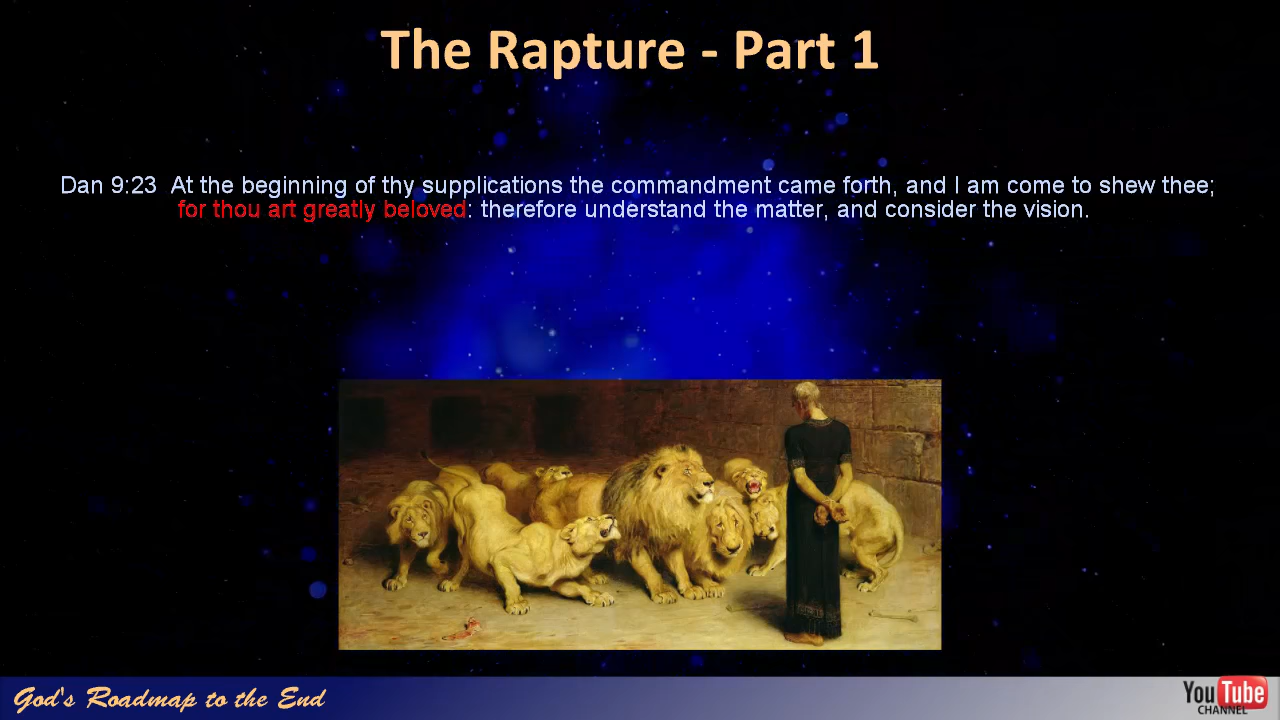 The Rapture - Part 1
Dan 9:23  At the beginning of thy supplications the commandment came forth, and I am come to shew thee;
for thou art greatly beloved: therefore understand the matter, and consider the vision.
God's Roadmap to the End
YouTube
CHANNEL